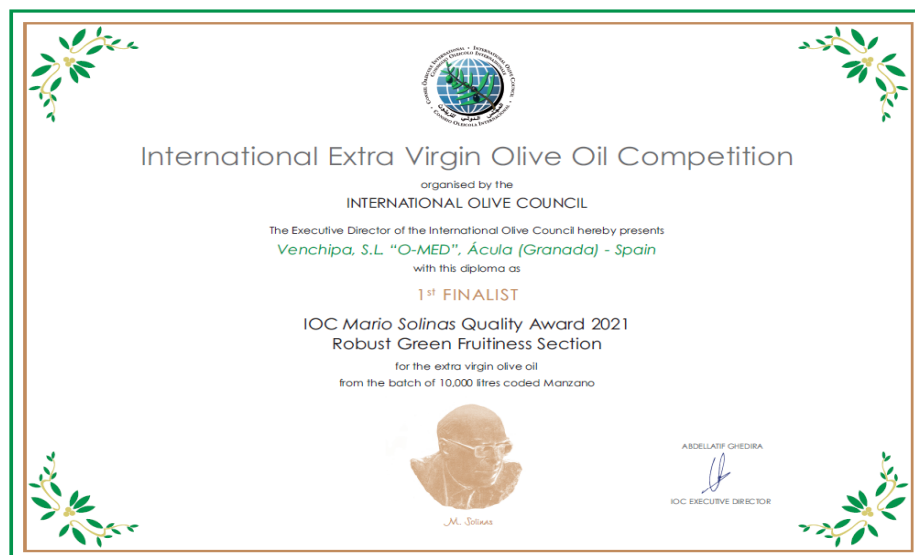 International Extra Virgin Olive Oil Competition
organised by the
INTERNATIONAL OLIVE COUNCIL
The Executive Director of the International Olive Council hereby presents
Venchipa, S.L. “O-MED”, Ácula (Granada) - Spain
with this diploma as
1st FINALIST
IOC Mario Solinas Quality Award 2021
Robust Green Fruitiness Section
for the extra virgin olive oil
from the batch of 10,000 litres coded Manzano
M. Solinas
ABDELLATIF GHEDIRA
IOC EXECUTIVE DIRECTOR